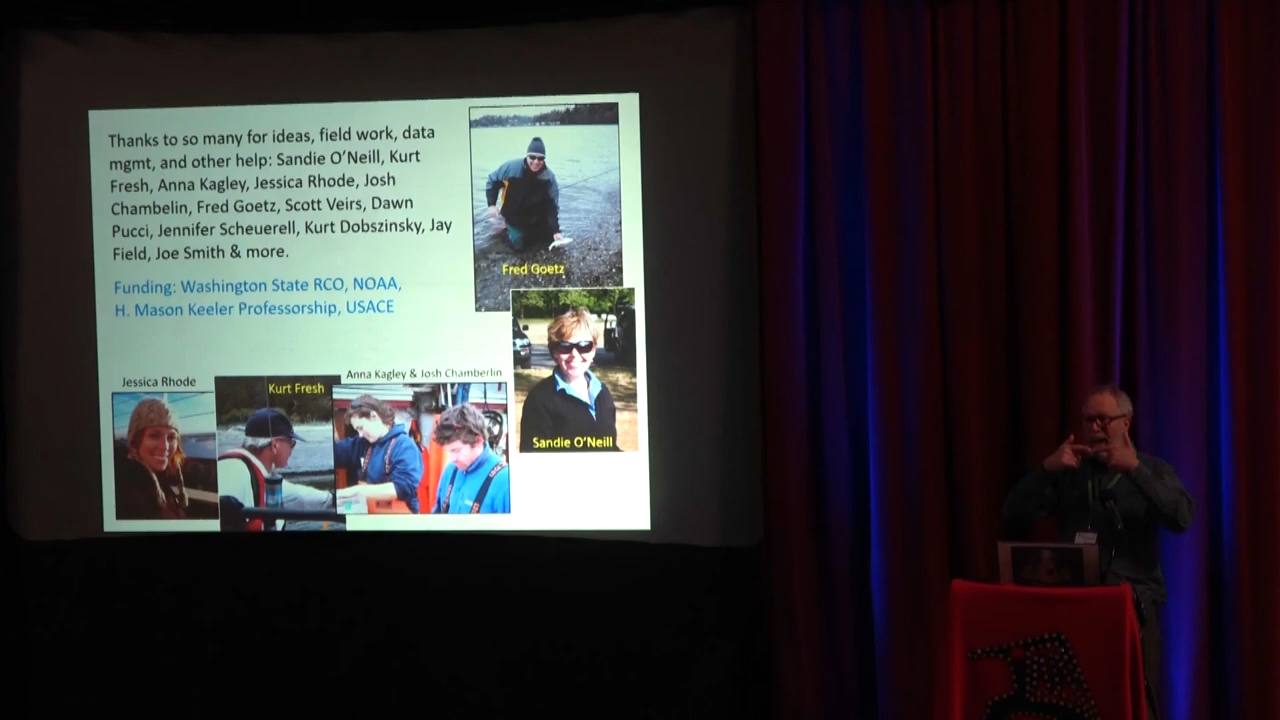 Thanks to so many for ideas, field work, data
mgmt, and other help: Sandie O'Neill, Kurt
Fresh, Anna Kagley, Jessica Rhode, Josh
Chambelin, Fred Goetz, Scott Veirs, Dawn
Pucci, Jennifer Scheuerell, Kurt Dobszinsky, Jay
Field, Joe Smith & more.
Funding: Washington State RCO, NOAA,
H. Mason Keeler Professorship, USACE
Fred Goetz
Sandie O'Neill
Jessica Rhode
Kurt Fresh
Anna Kagley & Josh Chamberlin